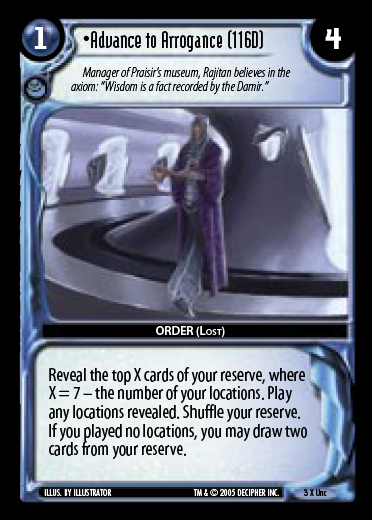 1
•Advance to Arrogance (116D)
4
Manager of Praisir's museum, Rajitan believes in the
axiom: "Wisdom is a fact recorded by the Damir."
ORDER (LOST)
Reveal the top X cards of your reserve, where
X = 7 – the number of your locations. Play
any locations revealed. Shuffle your reserve.
If you played no locations, you may draw two
cards from your reserve.
ILLUS. BY ILLUSTRATOR
TM & © 2005 DECIPHER INC.
3 X Unc